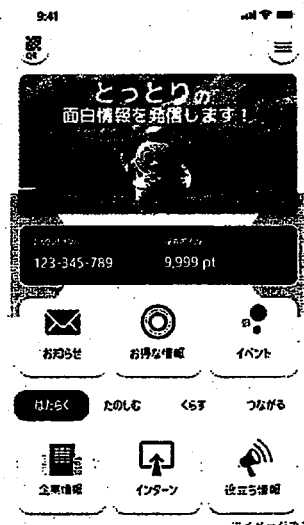 9:41
QR
とっとりの
面白情報を発信します！
123-345-789
9,999 pt
お知らせ
お得な情報
イベント
はたらく
たのしむ
くらす
つながる
企業情報
インターン
役立ち情報